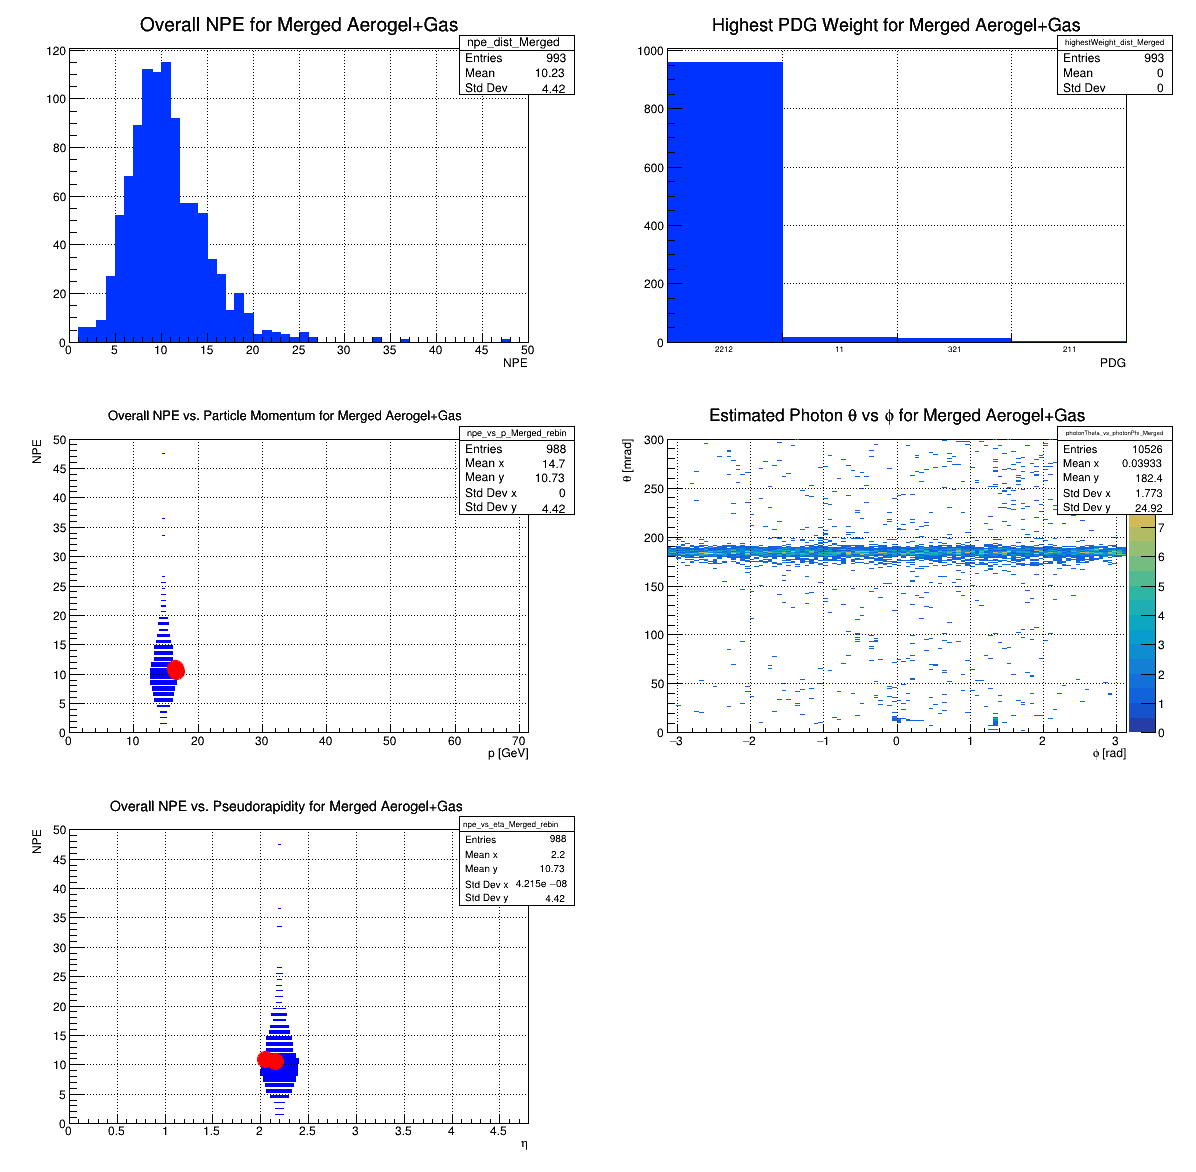 Overall NPE for Merged Aerogel+Gas
npe_dist_Merged
Entries 993
Mean 10.23
Std Dev 4.42
120
100
80
60
40
20
0
0 5 10 15 20 25 30 35 40 45 50
NPE
Highest PDG Weight for Merged Aerogel+Gas
highestWeight_dist_Merged
Entries 993
Mean 0
Std Dev 0
1000
800
600
400
200
0
2212 11 321 211
PDG
Overall NPE vs. Particle Momentum for Merged Aerogel+Gas
npe_vs_p_Merged_rebin
Entries 988
Mean x 14.7
Mean y 10.73
Std Dev x 0
Std Dev y 4.42
NPE
50
45
40
35
30
25
20
15
10
5
0
0 10 20 30 40 50 60 70
p [GeV]
Estimated Photon θ vs ϕ for Merged Aerogel+Gas
photonTheta_vs_photonPhi_Merged
Entries 10526
Mean x 0.03933
Mean y 182.4
Std Dev x 1.773
Std Dev y 24.92
θ [mrad]
300
250
200
150
100
50
0
−3 −2 −1 0 1 2 3
ϕ [rad]
7
6
5
4
3
2
1
0
Overall NPE vs. Pseudorapidity for Merged Aerogel+Gas
npe_vs_eta_Merged_rebin
Entries 988
Mean x 2.2
Mean y 10.73
Std Dev x 4.215e −08
Std Dev y 4.42
NPE
50
45
40
35
30
25
20
15
10
5
0
0 0.5 1 1.5 2 2.5 3 3.5 4 4.5
η